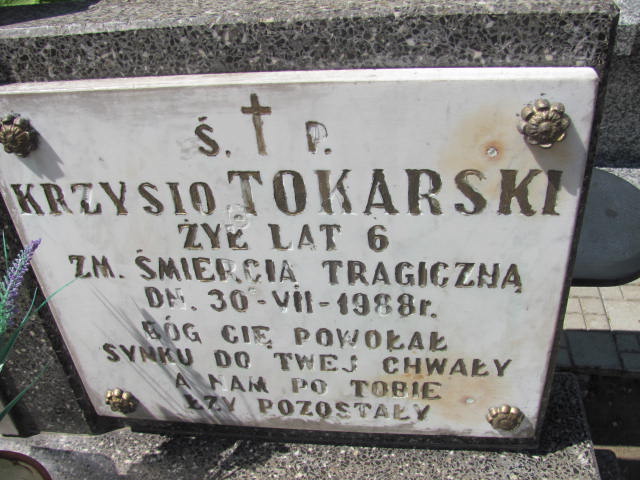 Ś. P.
KRZYSIO TOKARSKI
ŻYŁ LAT 6
ZM. ŚMIERCIĄ TRAGICZNĄ
DN. 30-VII-1988r.
BÓG CIĘ POWOŁAŁ
SYNKU DO TWEJ CHWAŁY
A NAM PO TOBIE
ŁZY POZOSTAŁY